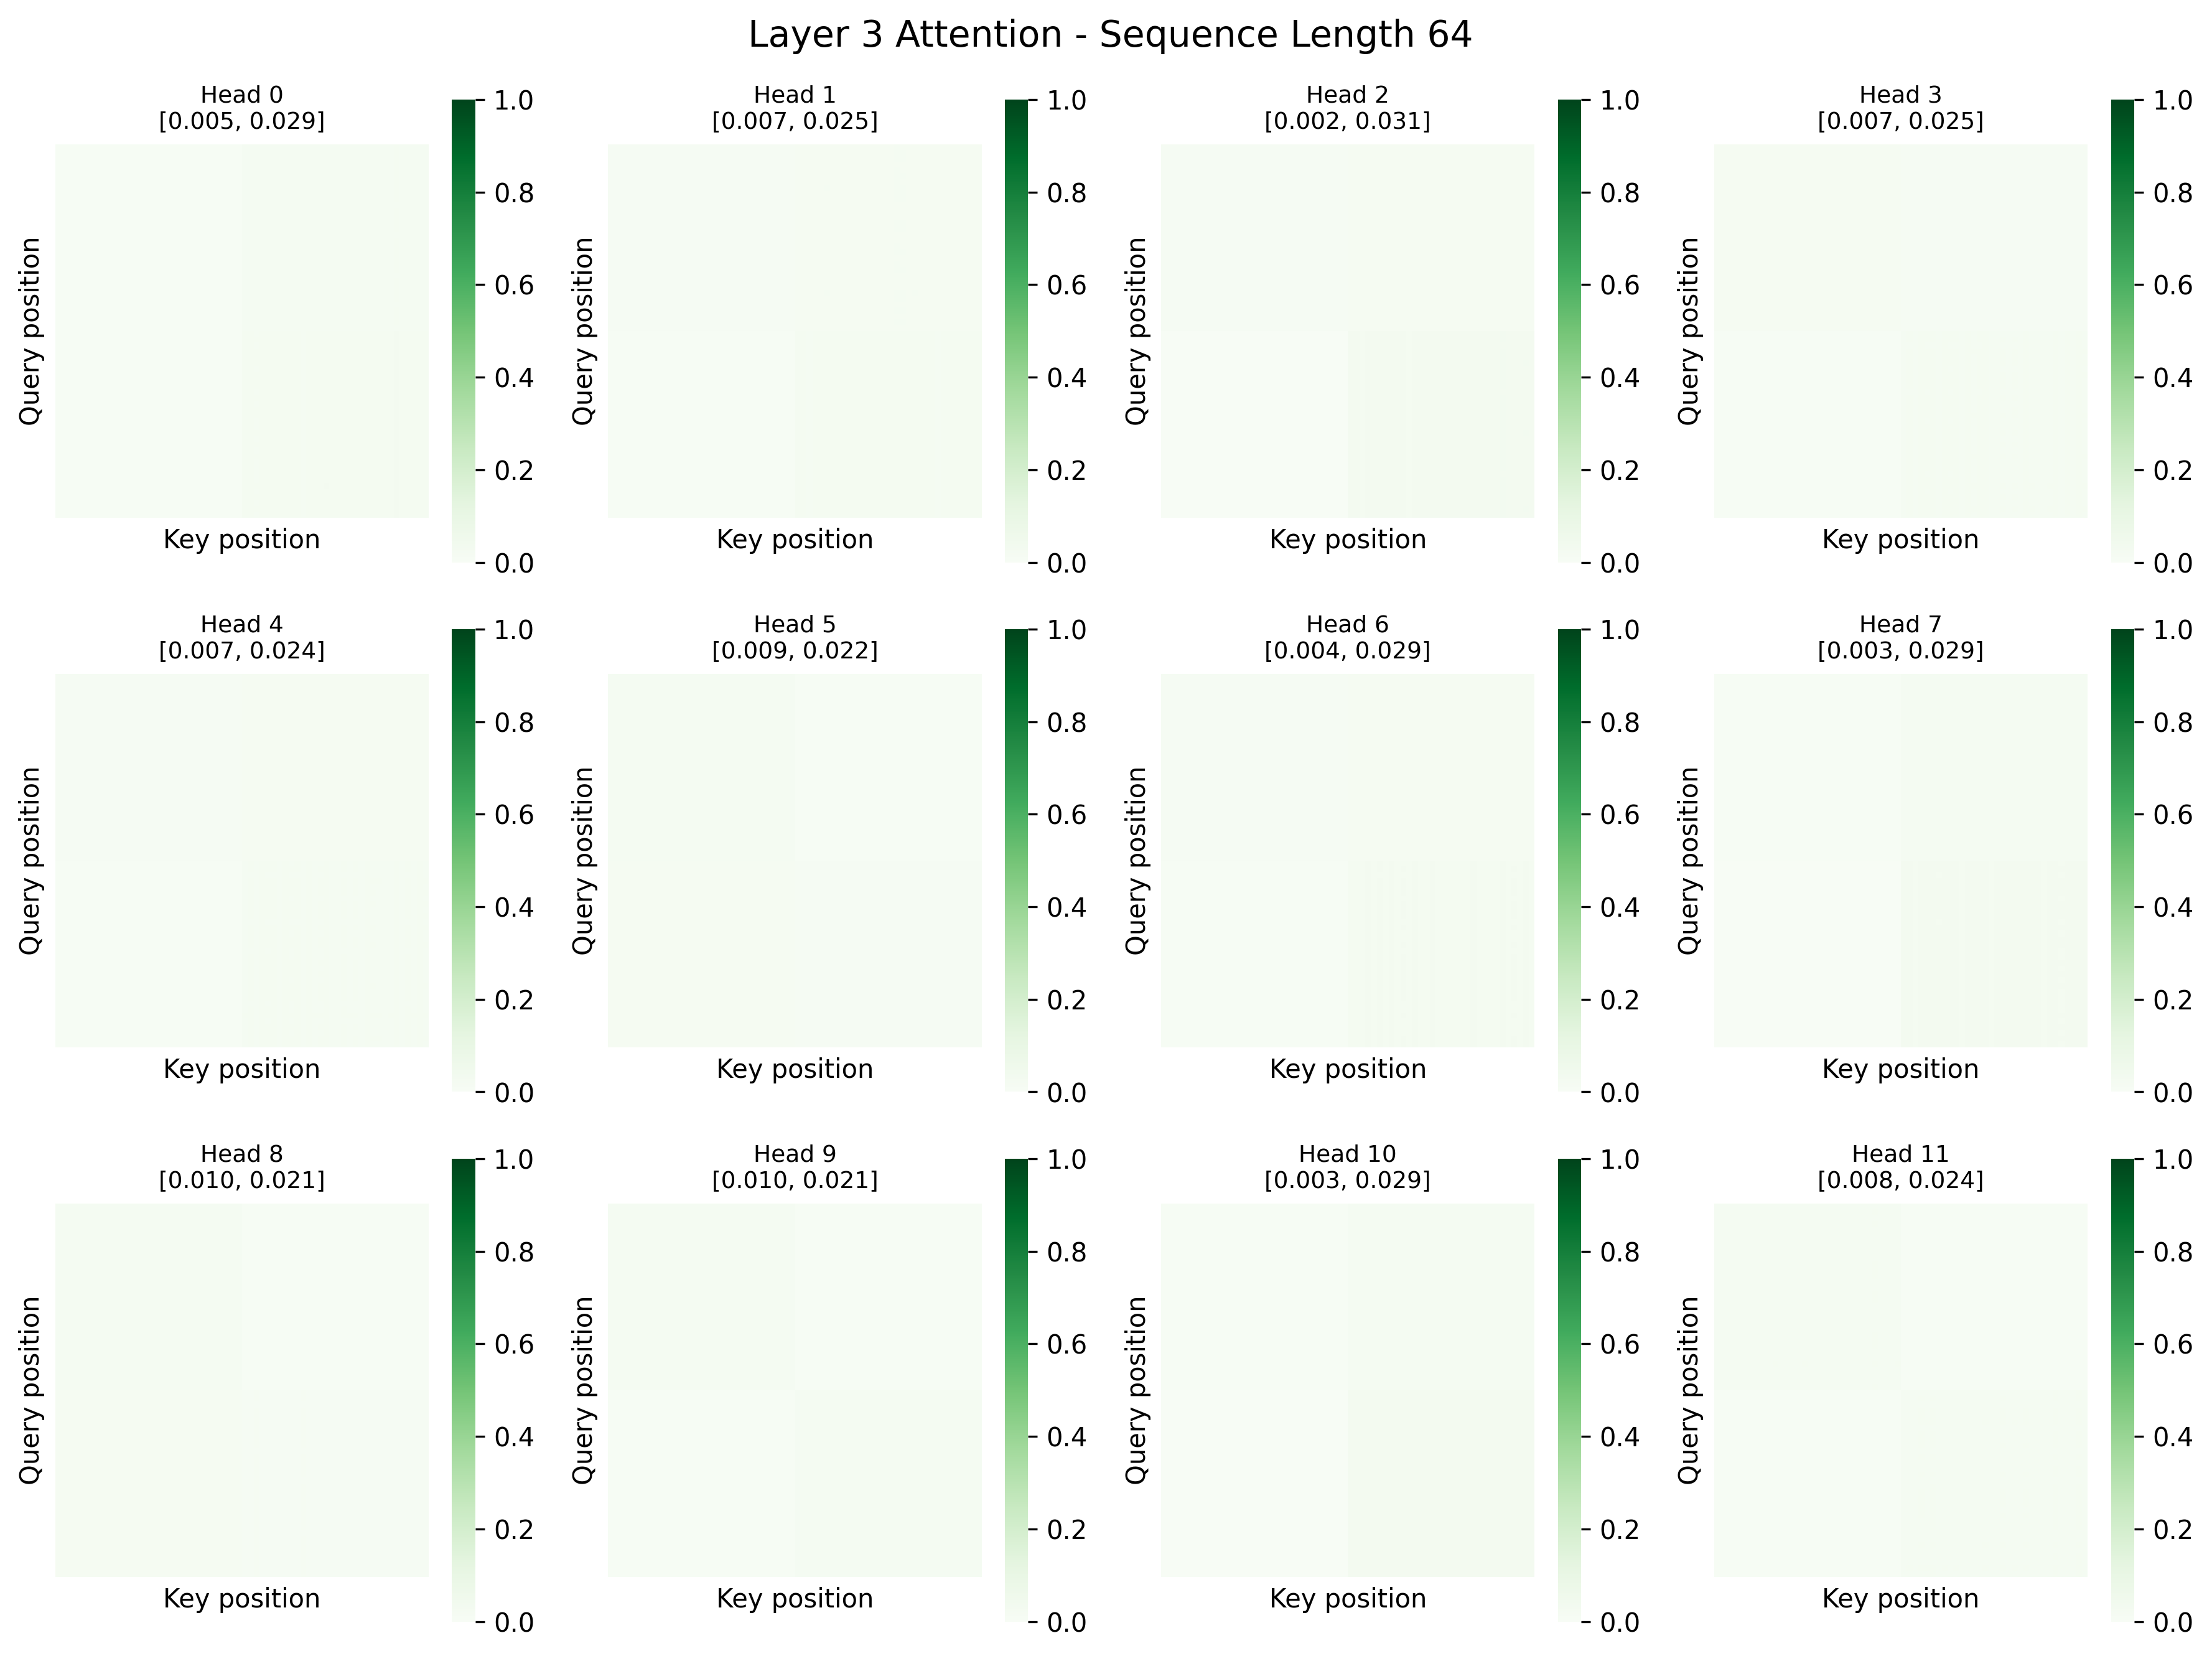 Layer 3 Attention - Sequence Length 64
Head 0
[0.005, 0.029]
Query position
Key position
1.0
0.8
0.6
0.4
0.2
0.0
Head 1
[0.007, 0.025]
Query position
Key position
1.0
0.8
0.6
0.4
0.2
0.0
Head 2
[0.002, 0.031]
Query position
Key position
1.0
0.8
0.6
0.4
0.2
0.0
Head 3
[0.007, 0.025]
Query position
Key position
1.0
0.8
0.6
0.4
0.2
0.0
Head 4
[0.007, 0.024]
Query position
Key position
1.0
0.8
0.6
0.4
0.2
0.0
Head 5
[0.009, 0.022]
Query position
Key position
1.0
0.8
0.6
0.4
0.2
0.0
Head 6
[0.004, 0.029]
Query position
Key position
1.0
0.8
0.6
0.4
0.2
0.0
Head 7
[0.003, 0.029]
Query position
Key position
1.0
0.8
0.6
0.4
0.2
0.0
Head 8
[0.010, 0.021]
Query position
Key position
1.0
0.8
0.6
0.4
0.2
0.0
Head 9
[0.010, 0.021]
Query position
Key position
1.0
0.8
0.6
0.4
0.2
0.0
Head 10
[0.003, 0.029]
Query position
Key position
1.0
0.8
0.6
0.4
0.2
0.0
Head 11
[0.008, 0.024]
Query position
Key position
1.0
0.8
0.6
0.4
0.2
0.0